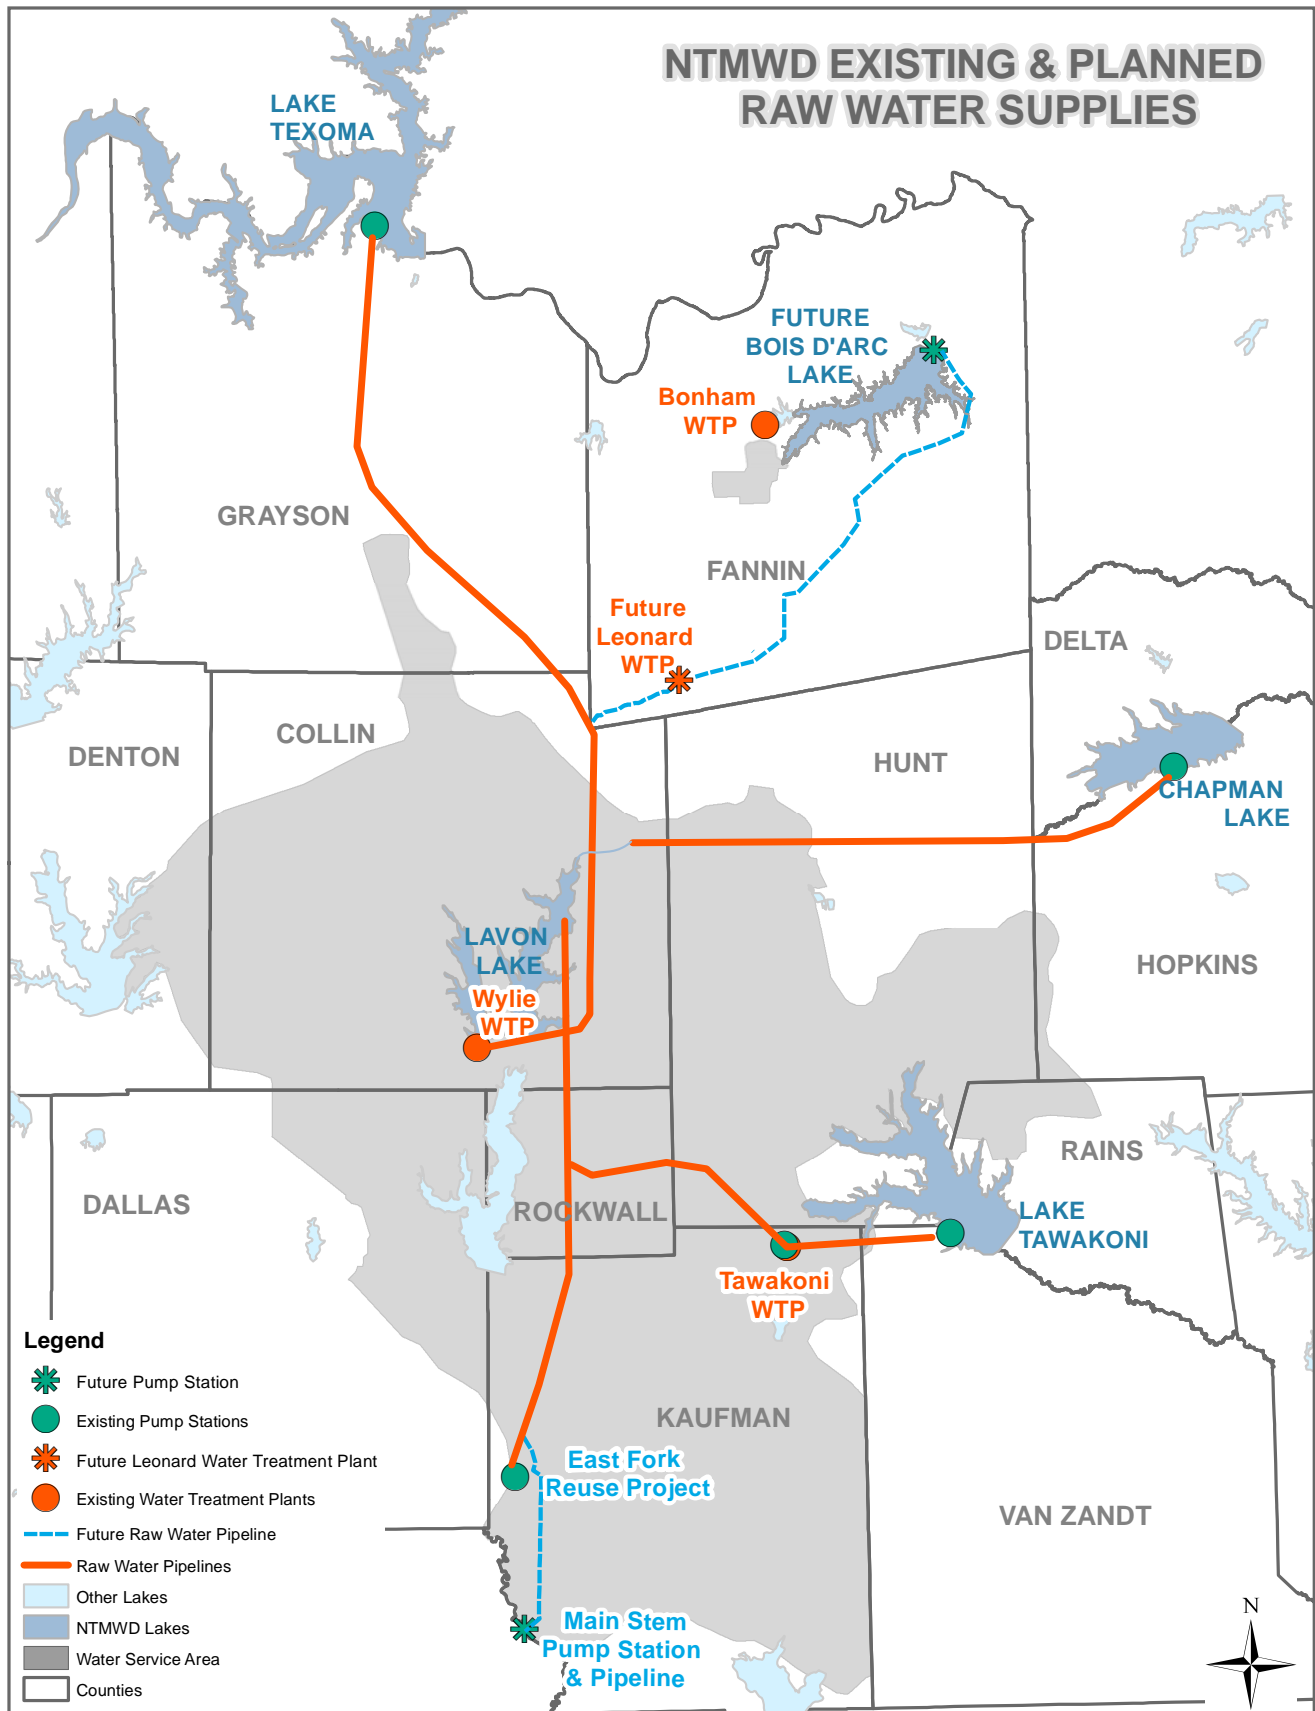 NTMWD EXISTING & PLANNED
RAW WATER SUPPLIES
LAKE
TEXOMA
FUTURE
BOIS D'ARC
LAKE
Bonham
WTP
GRAYSON
FANNIN
Future
Leonard
WTP
DELTA
COLLIN
DENTON
HUNT
CHAPMAN
LAKE
LAVON
LAKE
HOPKINS
Wylie
WTP
RAINS
DALLAS
ROCKWALL
LAKE
TAWAKONI
Tawakoni
WTP
KAUFMAN
East Fork
Reuse Project
VAN ZANDT
Main Stem
Pump Station
& Pipeline
Legend
Future Pump Station
Existing Pump Stations
Future Leonard Water Treatment Plant
Existing Water Treatment Plants
Future Raw Water Pipeline
Raw Water Pipelines
Other Lakes
NTMWD Lakes
Water Service Area
Counties
N